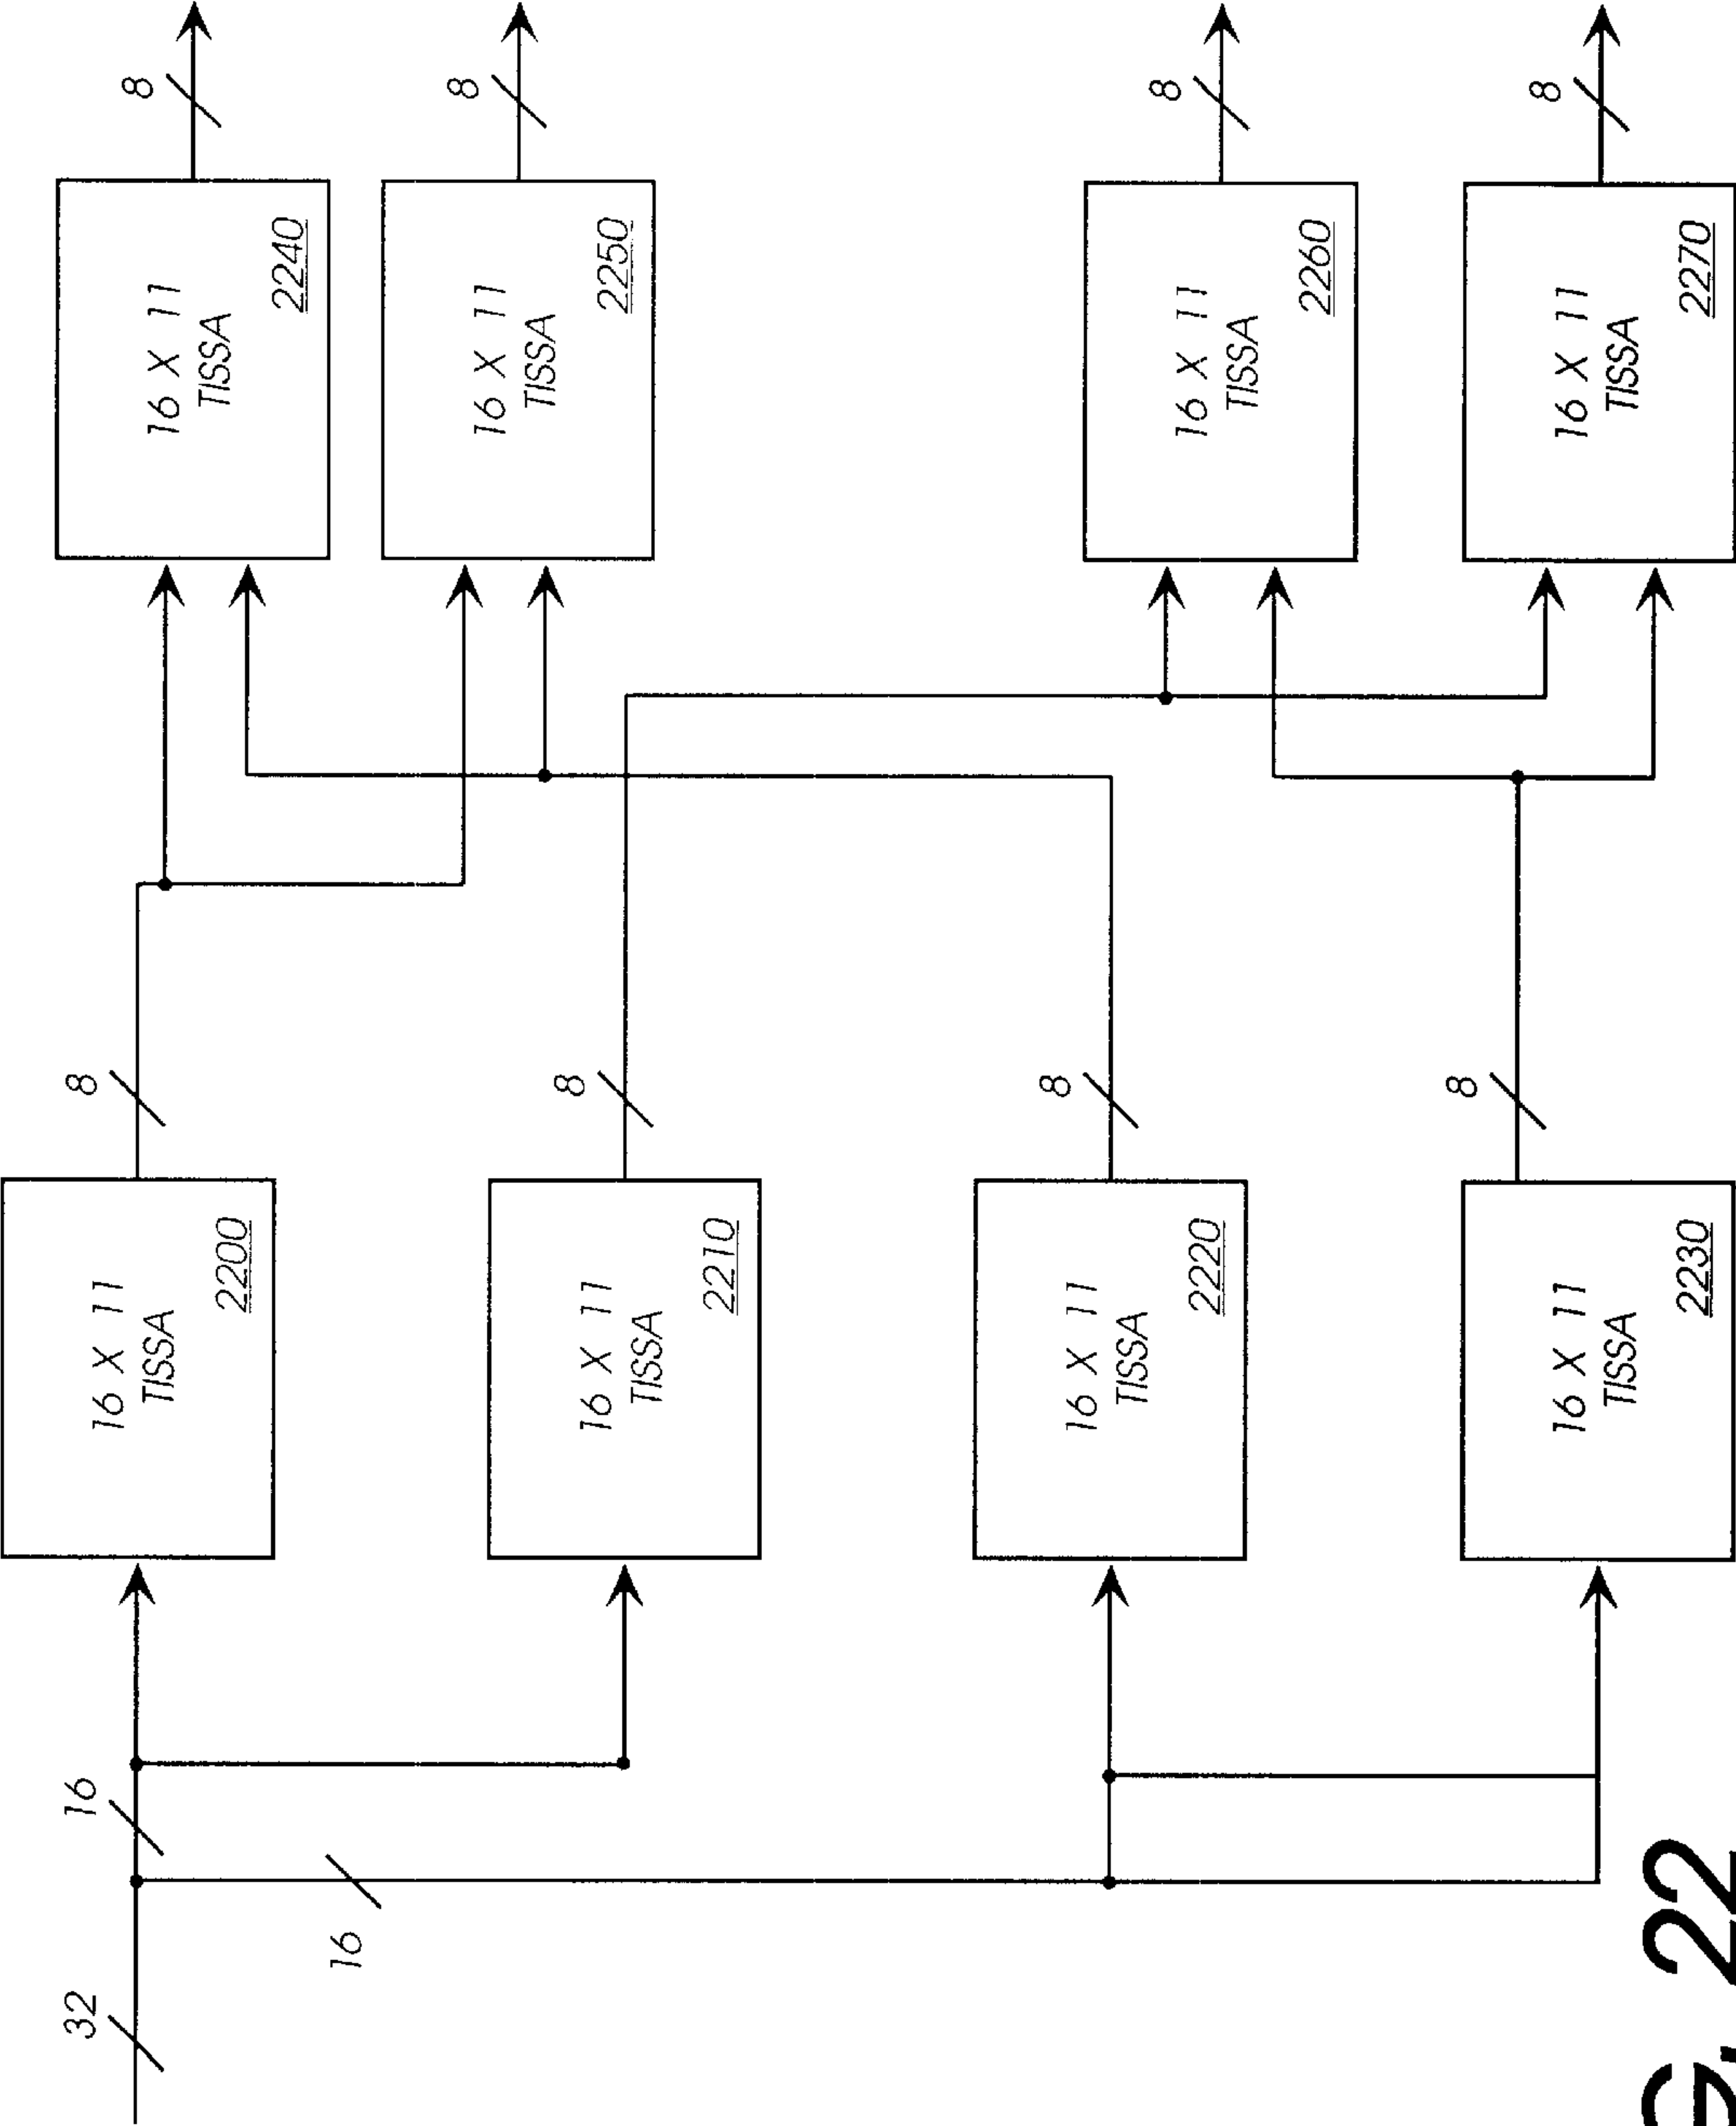 32
16
16
16 X 11
TISSA
2200
8
16 X 11
TISSA
2210
8
16 X 11
TISSA
2220
8
16 X 11
TISSA
2230
8
16 X 11
TISSA
2240
8
16 X 11
TISSA
2250
8
16 X 11
TISSA
2260
8
16 X 11
TISSA
2270
8
G. 22